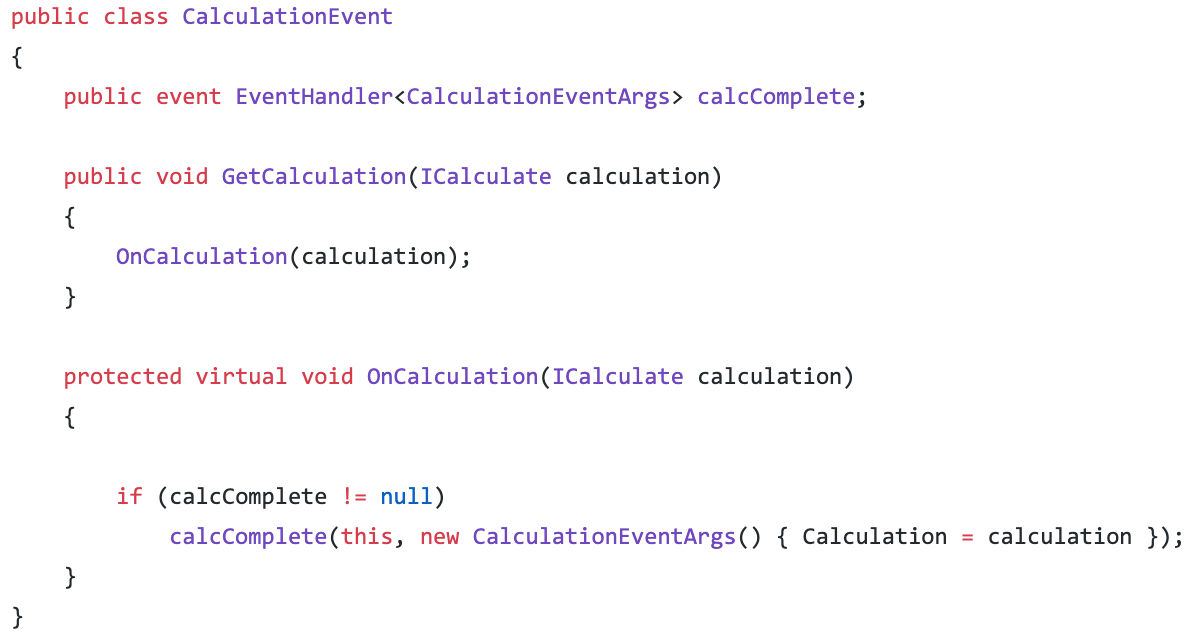 public class CalculationEvent
{
    public event EventHandler<CalculationEventArgs> calcComplete;

    public void GetCalculation(ICalculate calculation)
    {
        OnCalculation(calculation);
    }

    protected virtual void OnCalculation(ICalculate calculation)
    {

        if (calcComplete != null)
            calcComplete(this, new CalculationEventArgs() { Calculation = calculation });
    }
}